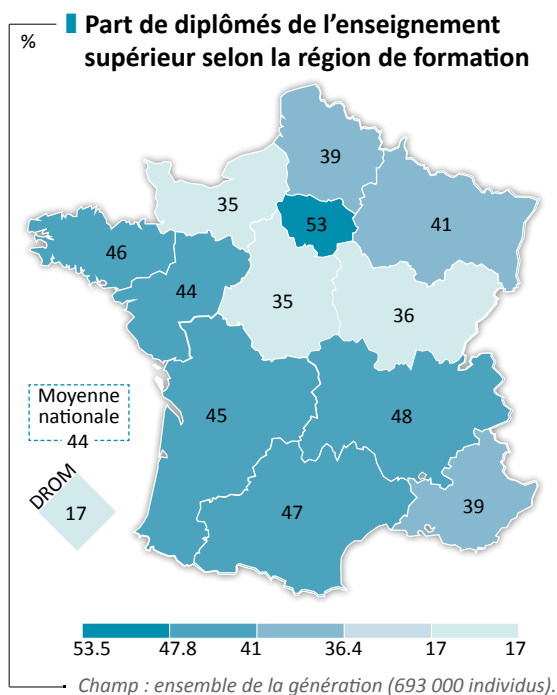 Part de diplômés de l’enseignement
supérieur selon la région de formation
%
39
35
53
41
46
44
35
36
Moyenne
nationale
44
45
48
DROM
17
47
39
53.5 47.8 41 36.4 17 17
Champ : ensemble de la génération (693 000 individus).